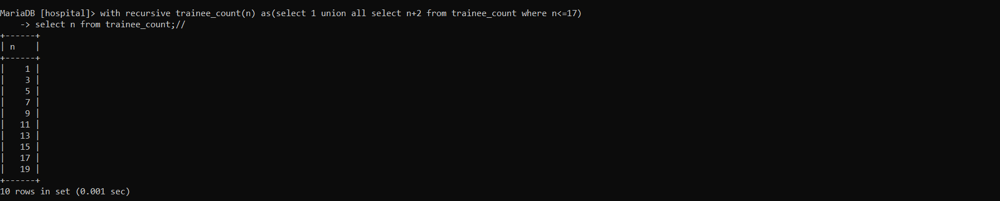 MariaDB [hospital]> with recursive trainee_count(n) as(select 1 union all select n+2 from trainee_count where n<=17)
    -> select n from trainee_count;//
+------+
| n    |
+------+
|    1 |
|    3 |
|    5 |
|    7 |
|    9 |
|   11 |
|   13 |
|   15 |
|   17 |
|   19 |
+------+
10 rows in set (0.001 sec)